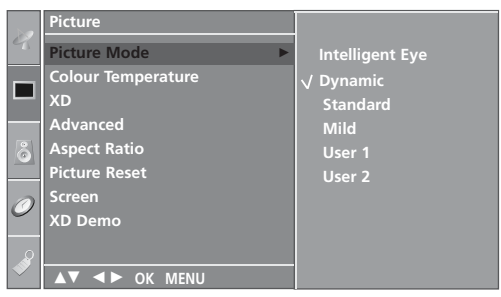 Picture
Picture Mode ►
Colour Temperature
XD
Advanced
Aspect Ratio
Picture Reset
Screen
XD Demo
▲▼ ◄► OK MENU
Intelligent Eye
√ Dynamic
Standard
Mild
User 1
User 2